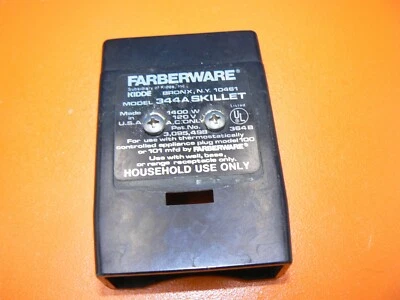 FARBERWARE®
Subsidiary of Kidde, Inc.
KIDDE BRONX, N.Y. 10461
MODEL 344A SKILLET
Made in U.S.A.
1400 W
120 V.
A.C. ONLY
Pat. No.
3,095,498
Listed
UL
364B
For use with thermostatically
controlled appliance plug model 100
or 101 mfd by FARBERWARE®
Use with wall, base,
or range receptacle only.
HOUSEHOLD USE ONLY